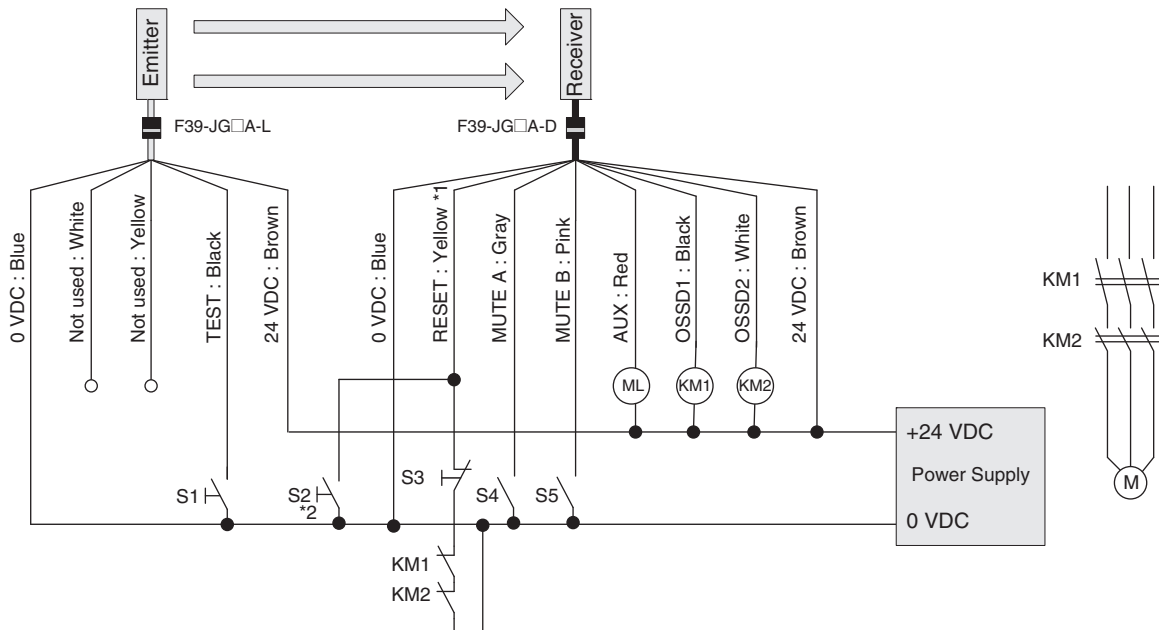 Emitter
Receiver
F39-JG□A-L
F39-JG□A-D
0 VDC : Blue
Not used : White
Not used : Yellow
TEST : Black
24 VDC : Brown
0 VDC : Blue
RESET : Yellow *1
MUTE A : Gray
MUTE B : Pink
AUX : Red
OSSD1 : Black
OSSD2 : White
24 VDC : Brown
KM1
KM2
M
ML
KM1
KM2
+24 VDC
Power Supply
0 VDC
S1
S2
*2
S3
S4
S5
KM1
KM2